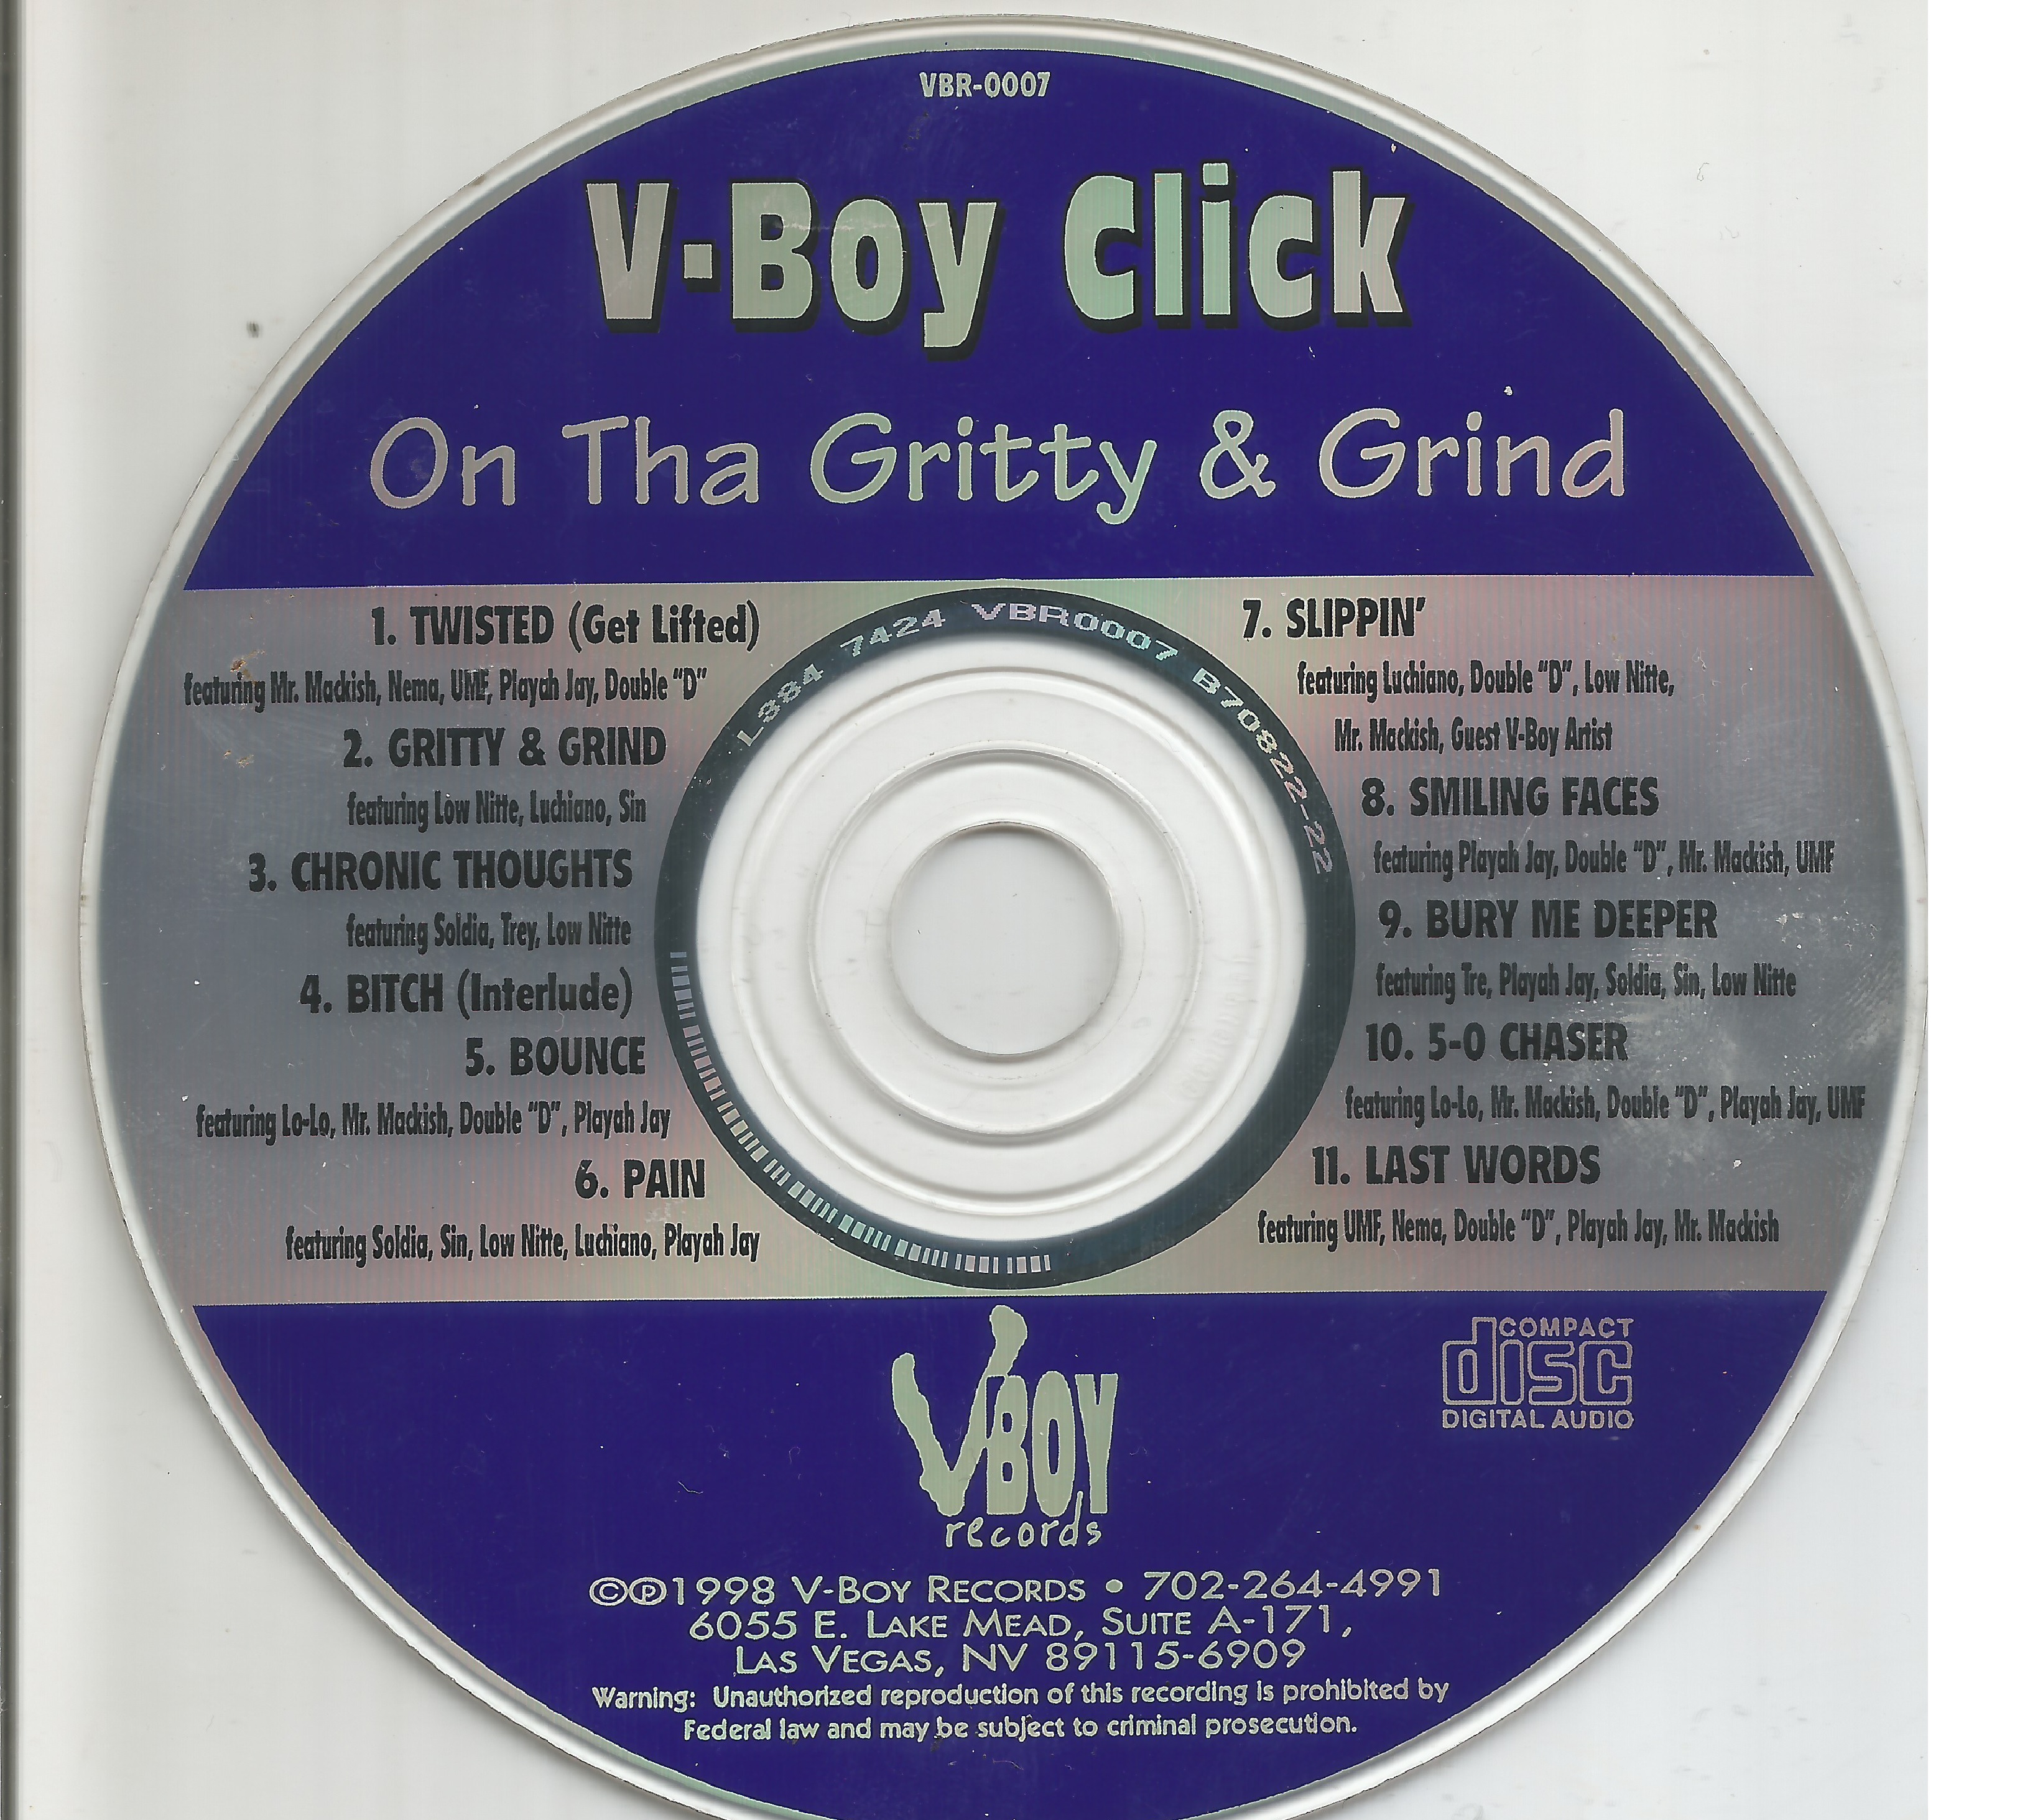 VBR-0007
V-Boy Click
On Tha Gritty & Grind
1. TWISTED (Get Lifted)
featuring Mr. Mackish, Nema, UMF, Playah Jay, Double "D"
2. GRITTY & GRIND
featuring Low Nitte, Luchiano, Sin
3. CHRONIC THOUGHTS
featuring Soldia, Trey, Low Nitte
4. BITCH (Interlude)
5. BOUNCE
featuring Lo-Lo, Mr. Mackish, Double "D", Playah Jay
6. PAIN
featuring Soldia, Sin, Low Nitte, Luchiano, Playah Jay
7. SLIPPIN'
featuring Luchiano, Double "D", Low Nitte,
Mr. Mackish, Guest V-Boy Artist
8. SMILING FACES
featuring Playah Jay, Double "D", Mr. Mackish, UMF
9. BURY ME DEEPER
featuring Tre, Playah Jay, Soldia, Sin, Low Nitte
10. 5-0 CHASER
featuring Lo-Lo, Mr. Mackish, Double "D", Playah Jay, UMF
11. LAST WORDS
featuring UMF, Nema, Double "D", Playah Jay, Mr. Mackish
L384 7424 VBR0007 B70822-22
VBOY
records
COMPACT
disc
DIGITAL AUDIO
©℗1998 V-BOY RECORDS • 702-264-4991
6055 E. LAKE MEAD, SUITE A-171,
LAS VEGAS, NV 89115-6909
Warning: Unauthorized reproduction of this recording is prohibited by
Federal law and may be subject to criminal prosecution.